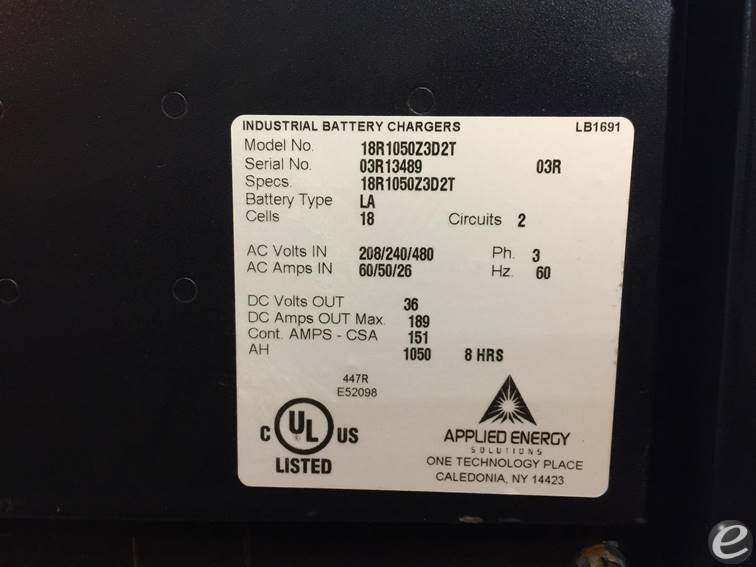 INDUSTRIAL BATTERY CHARGERS LB1691
Model No. 18R1050Z3D2T
Serial No. 03R13489 03R
Specs. 18R1050Z3D2T
Battery Type LA
Cells 18 Circuits 2
AC Volts IN 208/240/480 Ph. 3
AC Amps IN 60/50/26 Hz. 60
DC Volts OUT 36
DC Amps OUT Max. 189
Cont. AMPS - CSA 151
AH 1050 8 HRS
447R
E52098
C UL US
LISTED
APPLIED ENERGY
SOLUTIONS
ONE TECHNOLOGY PLACE
CALEDONIA, NY 14423
e